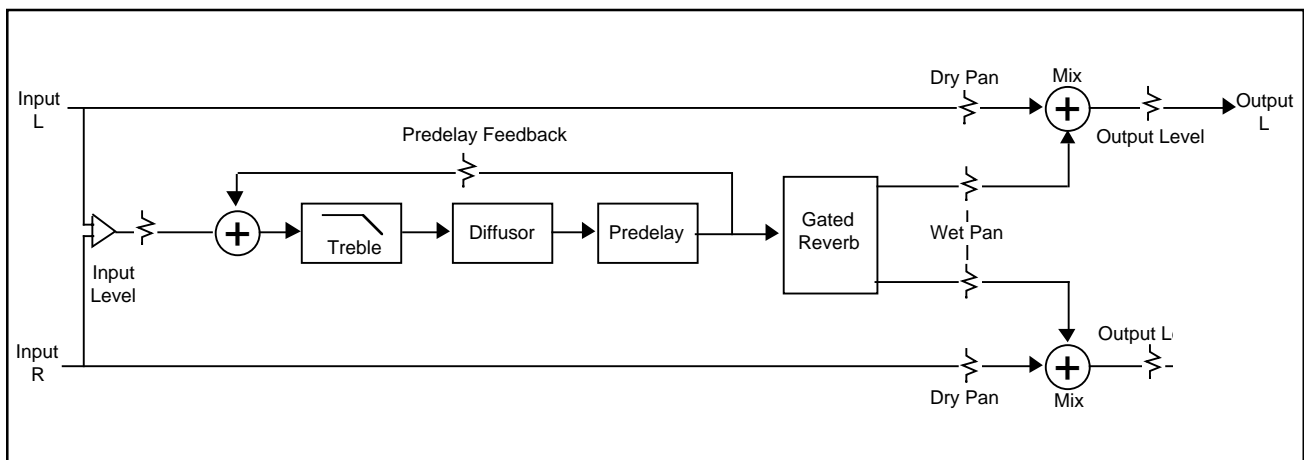 Dry Pan
Mix
Input
L
Output
L
Output Level
Predelay Feedback
Treble
Diffusor
Predelay
Gated
Reverb
Wet Pan
Input
Level
Input
R
Output L
Dry Pan
Mix